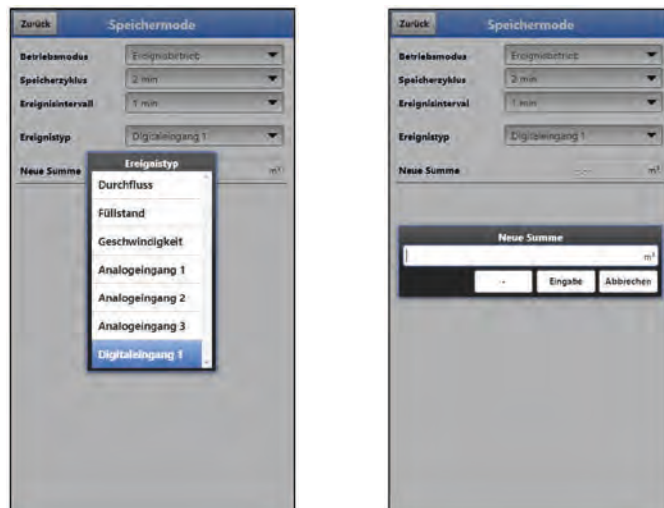 Zurück Speichermode
Betriebsmodus Ereignisbetrieb
Speicherzyklus 2 min
Ereignisintervall 1 min
Ereignistyp Digitaleingang 1
Neue Summe m³
Ereignistyp
Durchfluss
Füllstand
Geschwindigkeit
Analogeingang 1
Analogeingang 2
Analogeingang 3
Digitaleingang 1
Zurück Speichermode
Betriebsmodus Ereignisbetrieb
Speicherzyklus 2 min
Ereignisinterval 1 min
Ereignistyp Digitaleingang 1
Neue Summe -.-- m³
Neue Summe
m³
- Eingabe Abbrechen